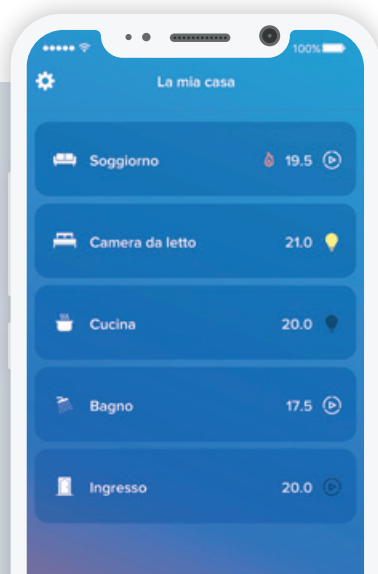 100%
La mia casa
Soggiorno 19.5
Camera da letto 21.0
Cucina 20.0
Bagno 17.5
Ingresso 20.0